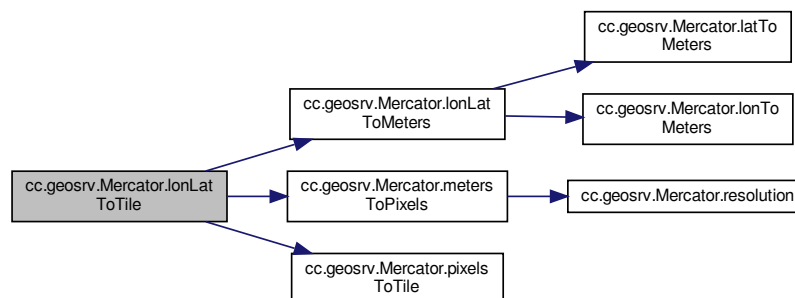 cc.geosrv.Mercator.latTo
Meters
cc.geosrv.Mercator.lonLat
ToMeters
cc.geosrv.Mercator.lonTo
Meters
cc.geosrv.Mercator.lonLat
ToTile
cc.geosrv.Mercator.meters
ToPixels
cc.geosrv.Mercator.resolution
cc.geosrv.Mercator.pixels
ToTile